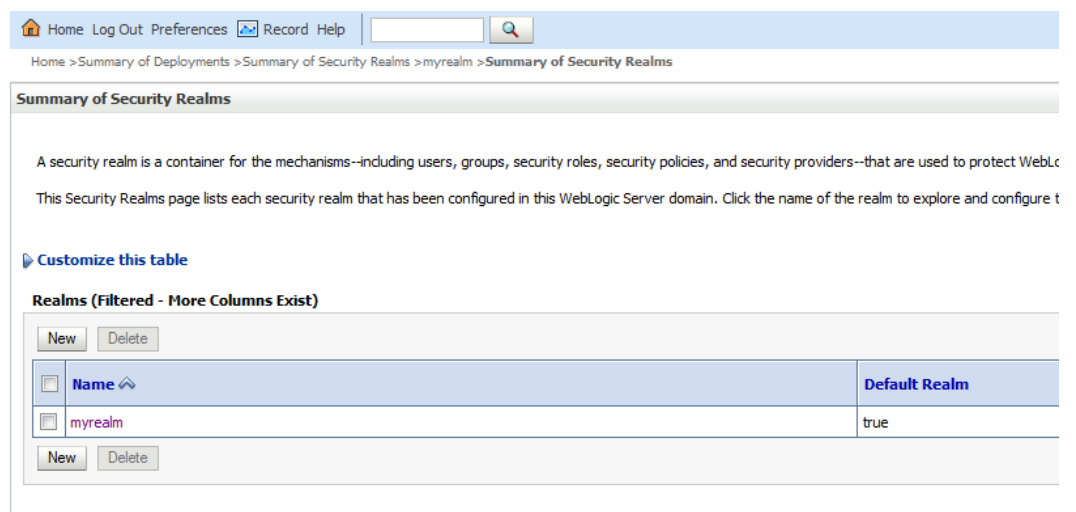 Home Log Out Preferences Record Help
Home >Summary of Deployments >Summary of Security Realms >myrealm >Summary of Security Realms
Summary of Security Realms
A security realm is a container for the mechanisms--including users, groups, security roles, security policies, and security providers--that are used to protect
This Security Realms page lists each security realm that has been configured in this WebLogic Server domain. Click the name of the realm to explore and configure
Customize this table
Realms (Filtered - More Columns Exist)
New Delete
Name Default Realm
myrealm true
New Delete